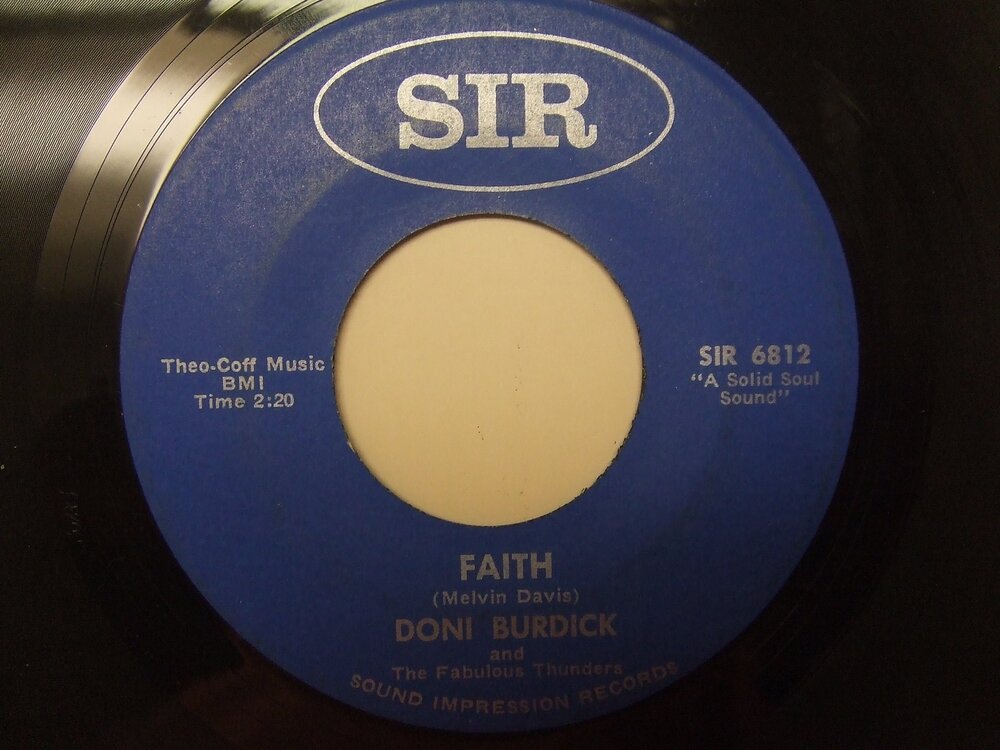 SIR
Theo-Coff Music
BMI
Time 2:20
SIR 6812
"A Solid Soul
Sound"
FAITH
(Melvin Davis)
DONI BURDICK
and
The Fabulous Thunders
SOUND IMPRESSION RECORDS